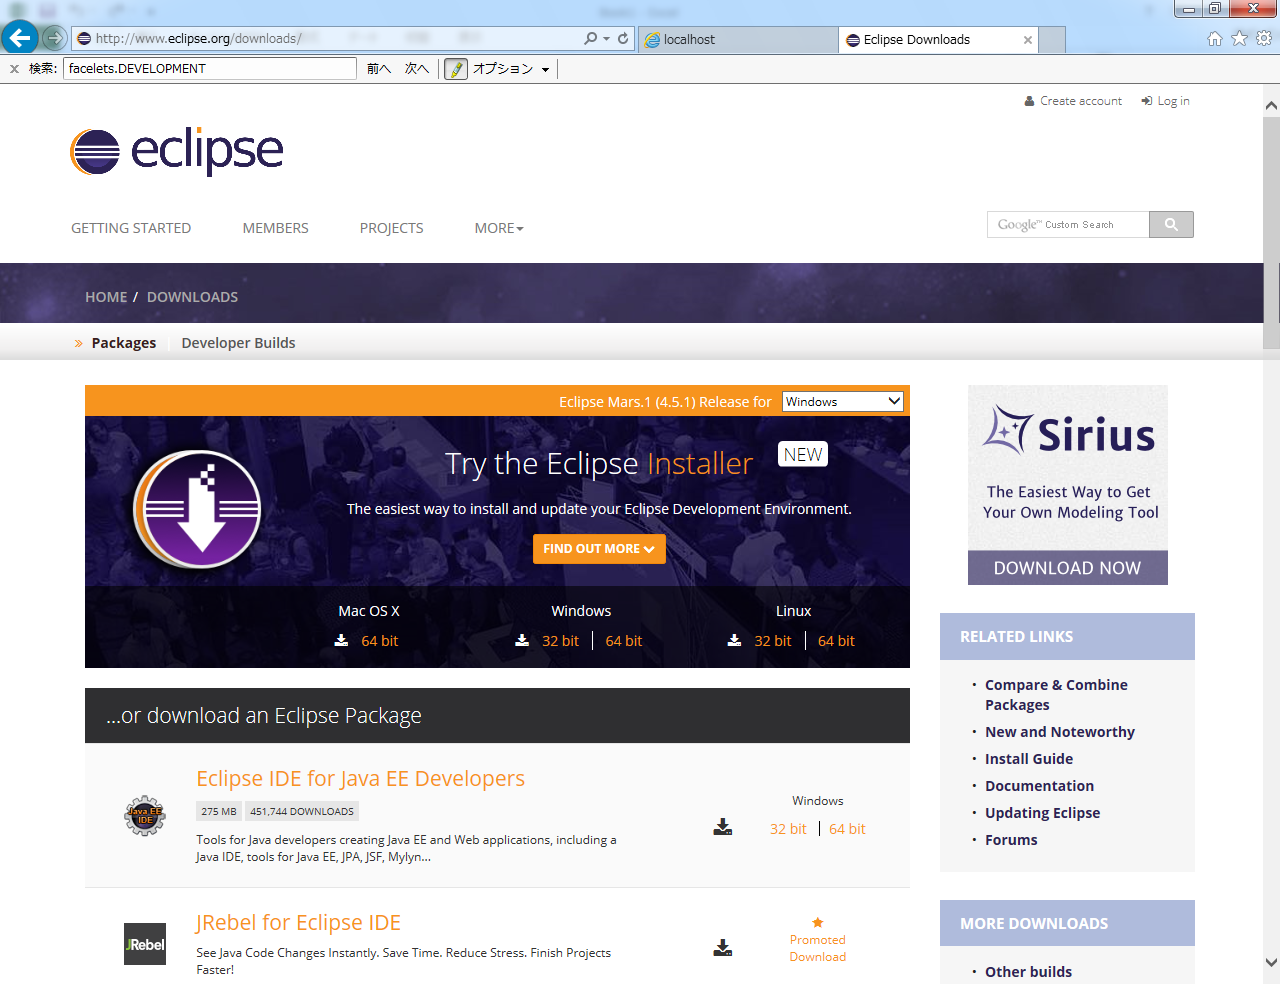 http://www.eclipse.org/downloads/
localhost
Eclipse Downloads
検索: facelets.DEVELOPMENT 前へ 次へ オプション
Create account Log in
eclipse
GETTING STARTED MEMBERS PROJECTS MORE
Google™ Custom Search
HOME / DOWNLOADS
Packages Developer Builds
Eclipse Mars.1 (4.5.1) Release for Windows
Try the Eclipse Installer NEW
The easiest way to install and update your Eclipse Development Environment.
FIND OUT MORE
Mac OS X Windows Linux
64 bit 32 bit 64 bit 32 bit 64 bit
...or download an Eclipse Package
Eclipse IDE for Java EE Developers
275 MB 451,744 DOWNLOADS
Tools for Java developers creating Java EE and Web applications, including a
Java IDE, tools for Java EE, JPA, JSF, Mylyn...
Java EE
IDE
Windows
32 bit 64 bit
JRebel for Eclipse IDE
See Java Code Changes Instantly. Save Time. Reduce Stress. Finish Projects
Faster!
JRebel
Promoted
Download
Sirius
The Easiest Way to Get
Your Own Modeling Tool
DOWNLOAD NOW
RELATED LINKS
Compare & Combine
Packages
New and Noteworthy
Install Guide
Documentation
Updating Eclipse
Forums
MORE DOWNLOADS
Other builds